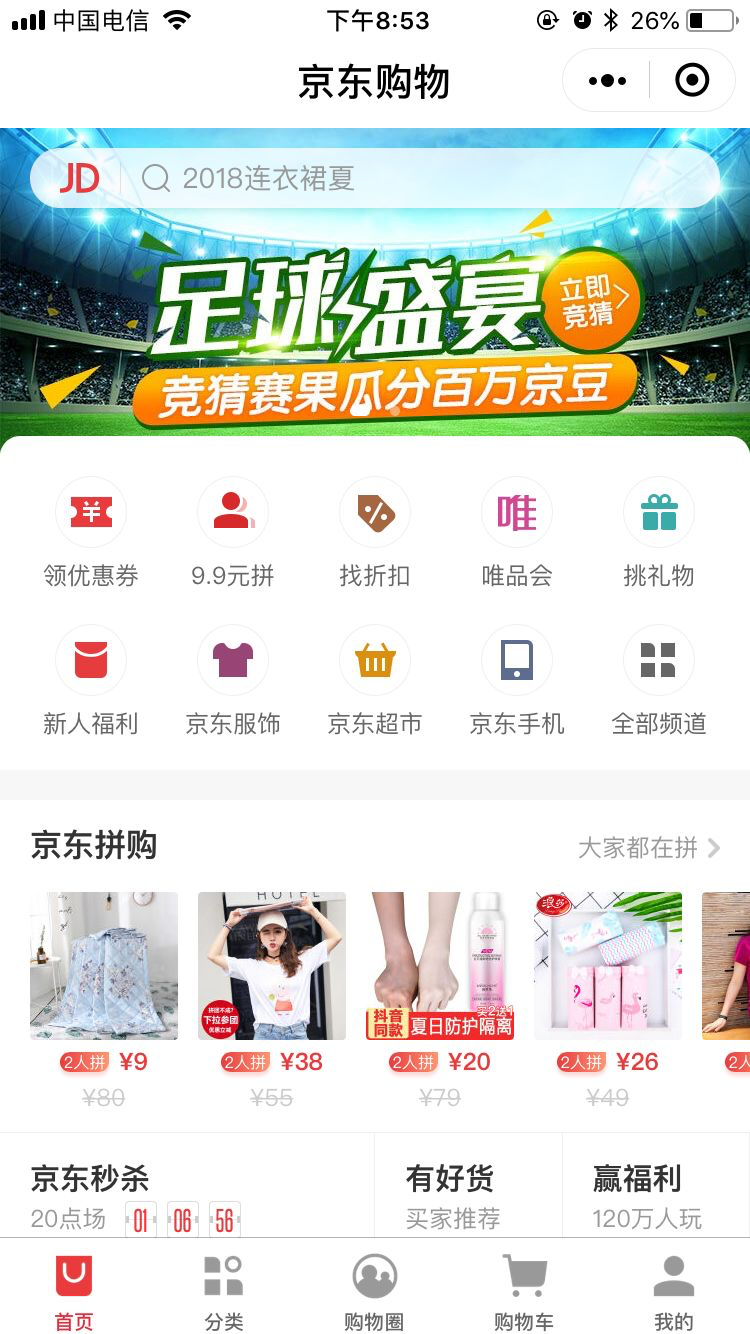 中国电信
下午8:53
26%
京东购物
JD
2018连衣裙夏
足球盛宴
立即
竞猜
竞猜赛果瓜分百万京豆
领优惠券
9.9元拼
找折扣
唯
唯品会
挑礼物
新人福利
京东服饰
京东超市
京东手机
全部频道
京东拼购
大家都在拼
HOTEL
拼团不成?
下拉参团
优惠立减
买2送1
抖音
同款
夏日防护隔离
浪莎
2人拼 ¥9
¥80
2人拼 ¥38
¥55
2人拼 ¥20
¥79
2人拼 ¥26
¥49
2人
京东秒杀
20点场 01 06 56
有好货
买家推荐
赢福利
120万人玩
首页
分类
购物圈
购物车
我的